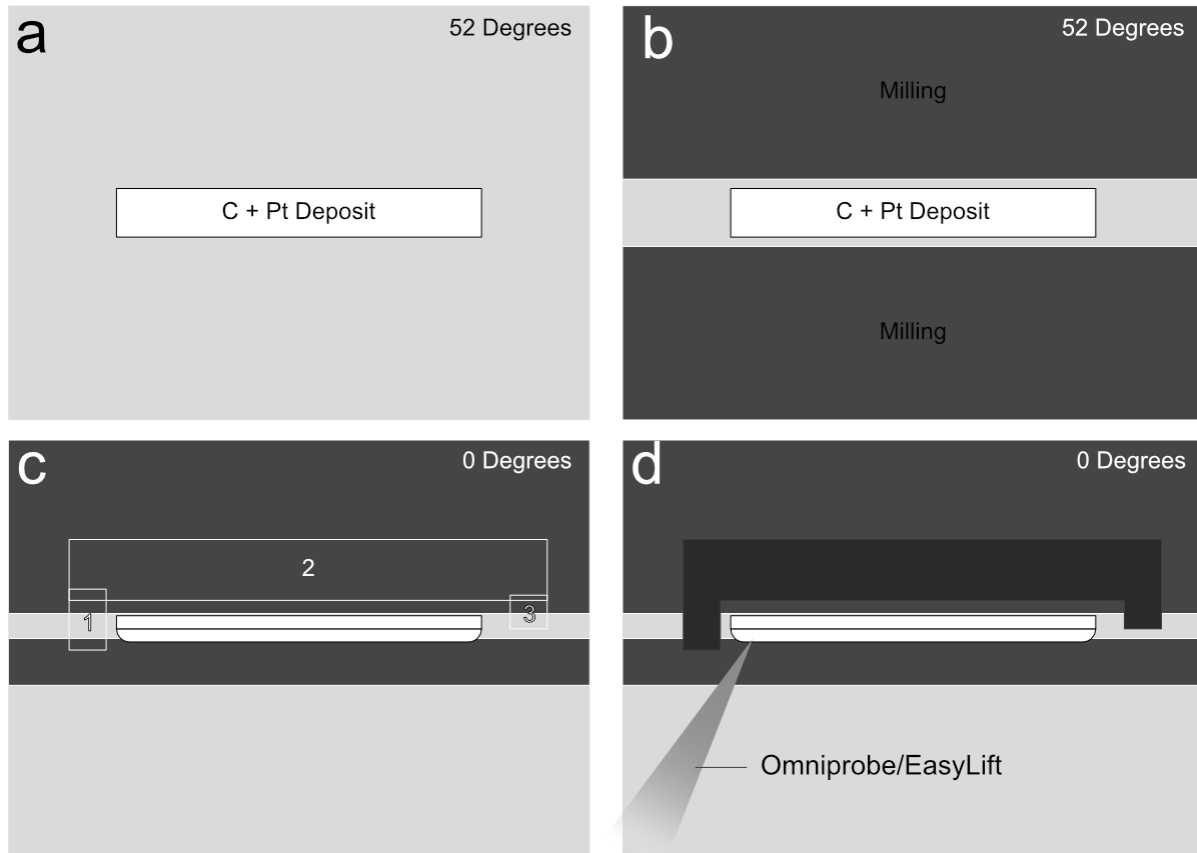 a
52 Degrees
C + Pt Deposit
b
52 Degrees
Milling
C + Pt Deposit
Milling
c
0 Degrees
2
1
3
d
0 Degrees
Omniprobe/EasyLift